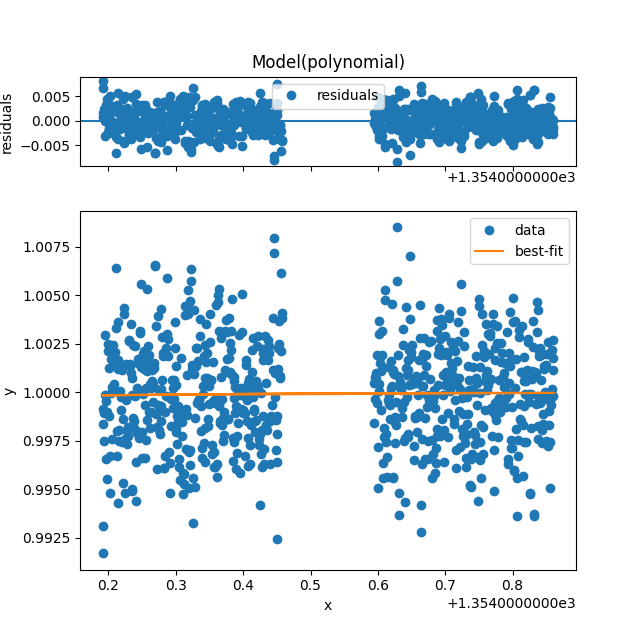 Model(polynomial)
residuals
0.005
0.000
−0.005
residuals
+1.3540000000e3
y
1.0075
1.0050
1.0025
1.0000
0.9975
0.9950
0.9925
data
best-fit
0.2 0.3 0.4 0.5 0.6 0.7 0.8
x
+1.3540000000e3